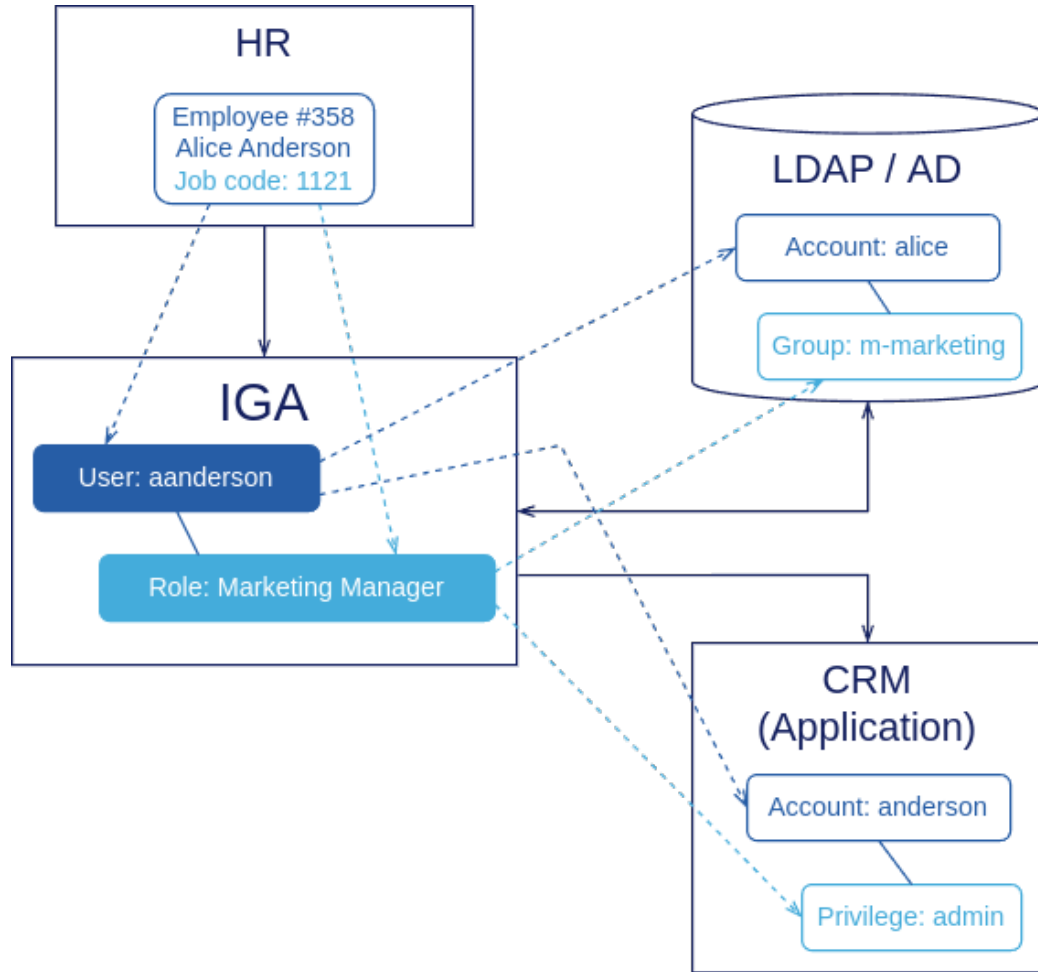 HR
Employee #358
Alice Anderson
Job code: 1121
LDAP / AD
Account: alice
Group: m-marketing
IGA
User: aanderson
Role: Marketing Manager
CRM
(Application)
Account: anderson
Privilege: admin